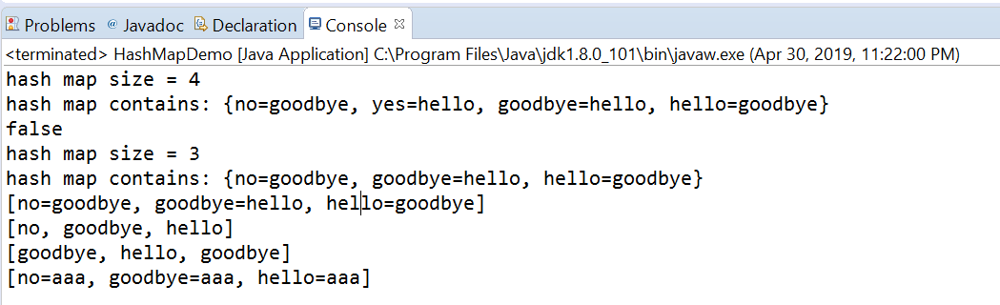 Problems @ Javadoc Declaration Console
<terminated> HashMapDemo [Java Application] C:\Program Files\Java\jdk1.8.0_101\bin\javaw.exe (Apr 30, 2019, 11:22:00 PM)
hash map size = 4
hash map contains: {no=goodbye, yes=hello, goodbye=hello, hello=goodbye}
false
hash map size = 3
hash map contains: {no=goodbye, goodbye=hello, hello=goodbye}
[no=goodbye, goodbye=hello, hello=goodbye]
[no, goodbye, hello]
[goodbye, hello, goodbye]
[no=aaa, goodbye=aaa, hello=aaa]